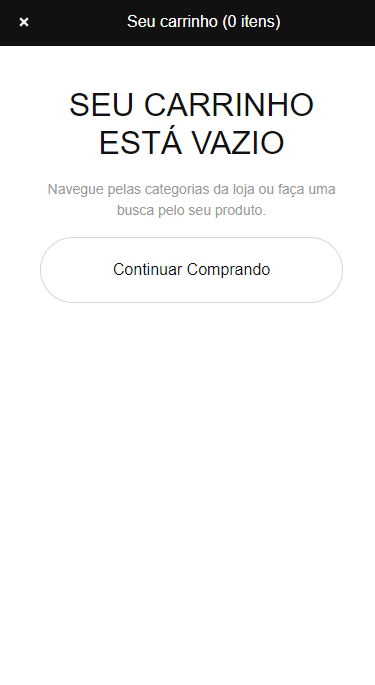 × Seu carrinho (0 itens)
SEU CARRINHO
ESTÁ VAZIO
Navegue pelas categorias da loja ou faça uma
busca pelo seu produto.
Continuar Comprando